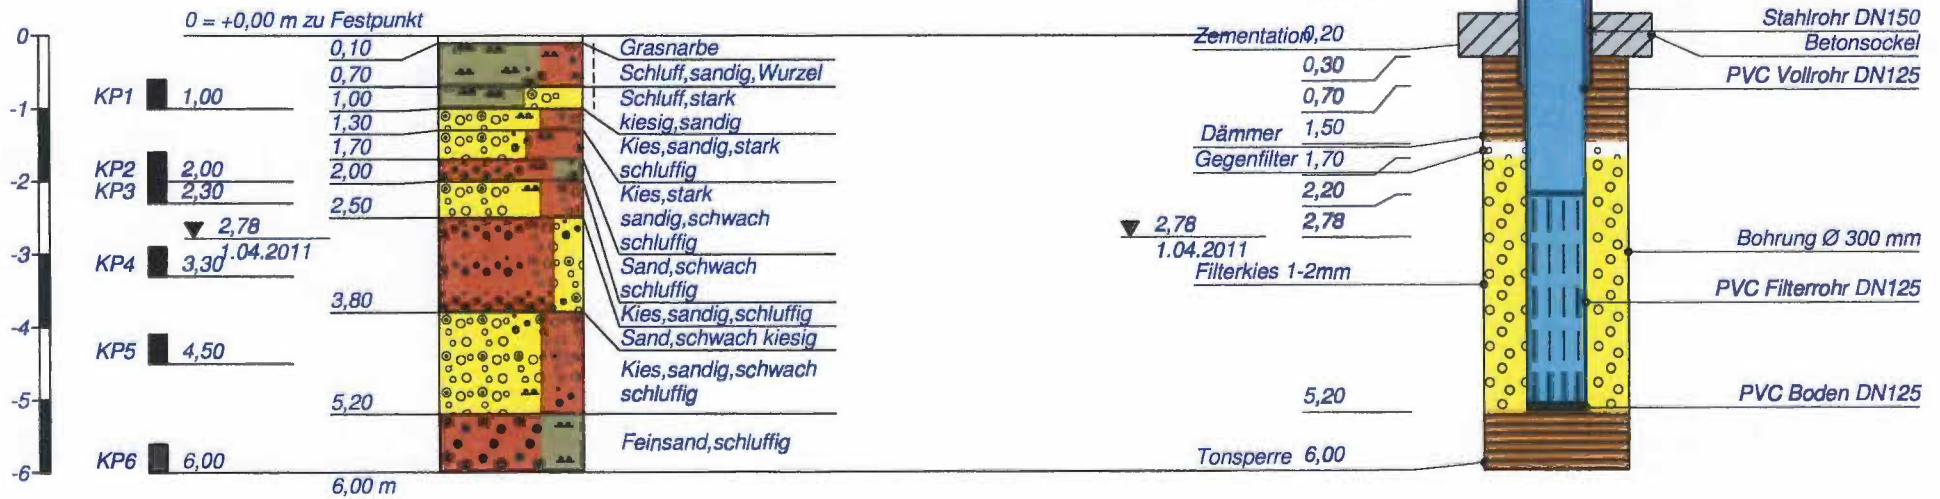 0 = +0,00 m zu Festpunkt
0
-1
-2
-3
-4
-5
-6
KP1 1,00
KP2 2,00
KP3 2,30
2,78
1.04.2011
KP4 3,30
KP5 4,50
KP6 6,00
0,10
0,70
1,00
1,30
1,70
2,00
2,50
3,80
5,20
6,00 m
Grasnarbe
Schluff,sandig,Wurzel
Schluff,stark
kiesig,sandig
Kies,sandig,stark
schluffig
Kies,stark
sandig,schwach
schluffig
Sand,schwach
schluffig
Kies,sandig,schluffig
Sand,schwach kiesig
Kies,sandig,schwach
schluffig
Feinsand,schluffig
Zementation 0,20
0,30
0,70
Dämmer 1,50
Gegenfilter 1,70
2,20
2,78
2,78
1.04.2011
Filterkies 1-2mm
5,20
Tonsperre 6,00
Stahlrohr DN150
Betonsockel
PVC Vollrohr DN125
Bohrung Ø 300 mm
PVC Filterrohr DN125
PVC Boden DN125